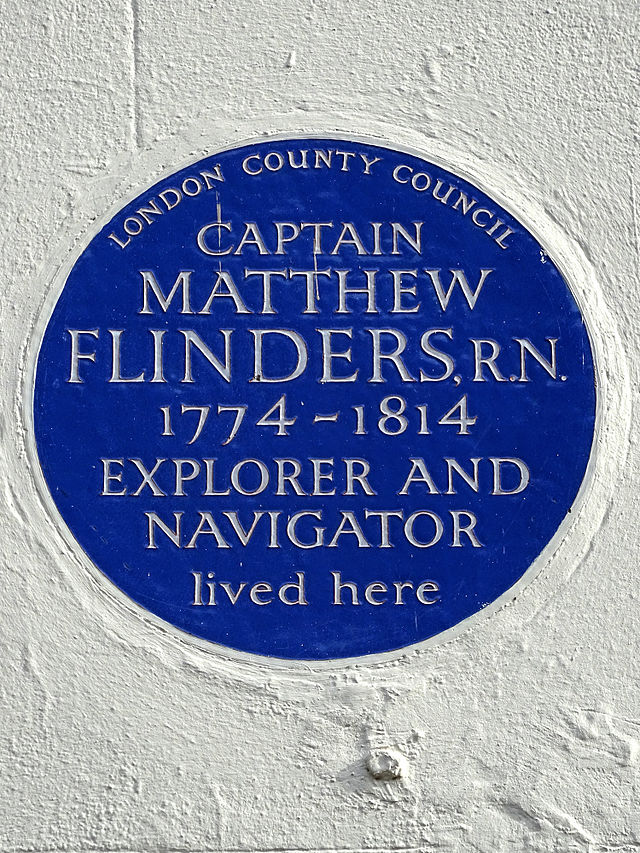 LONDON COUNTY COUNCIL
CAPTAIN
MATTHEW
FLINDERS, R.N.
1774-1814
EXPLORER AND
NAVIGATOR
lived here